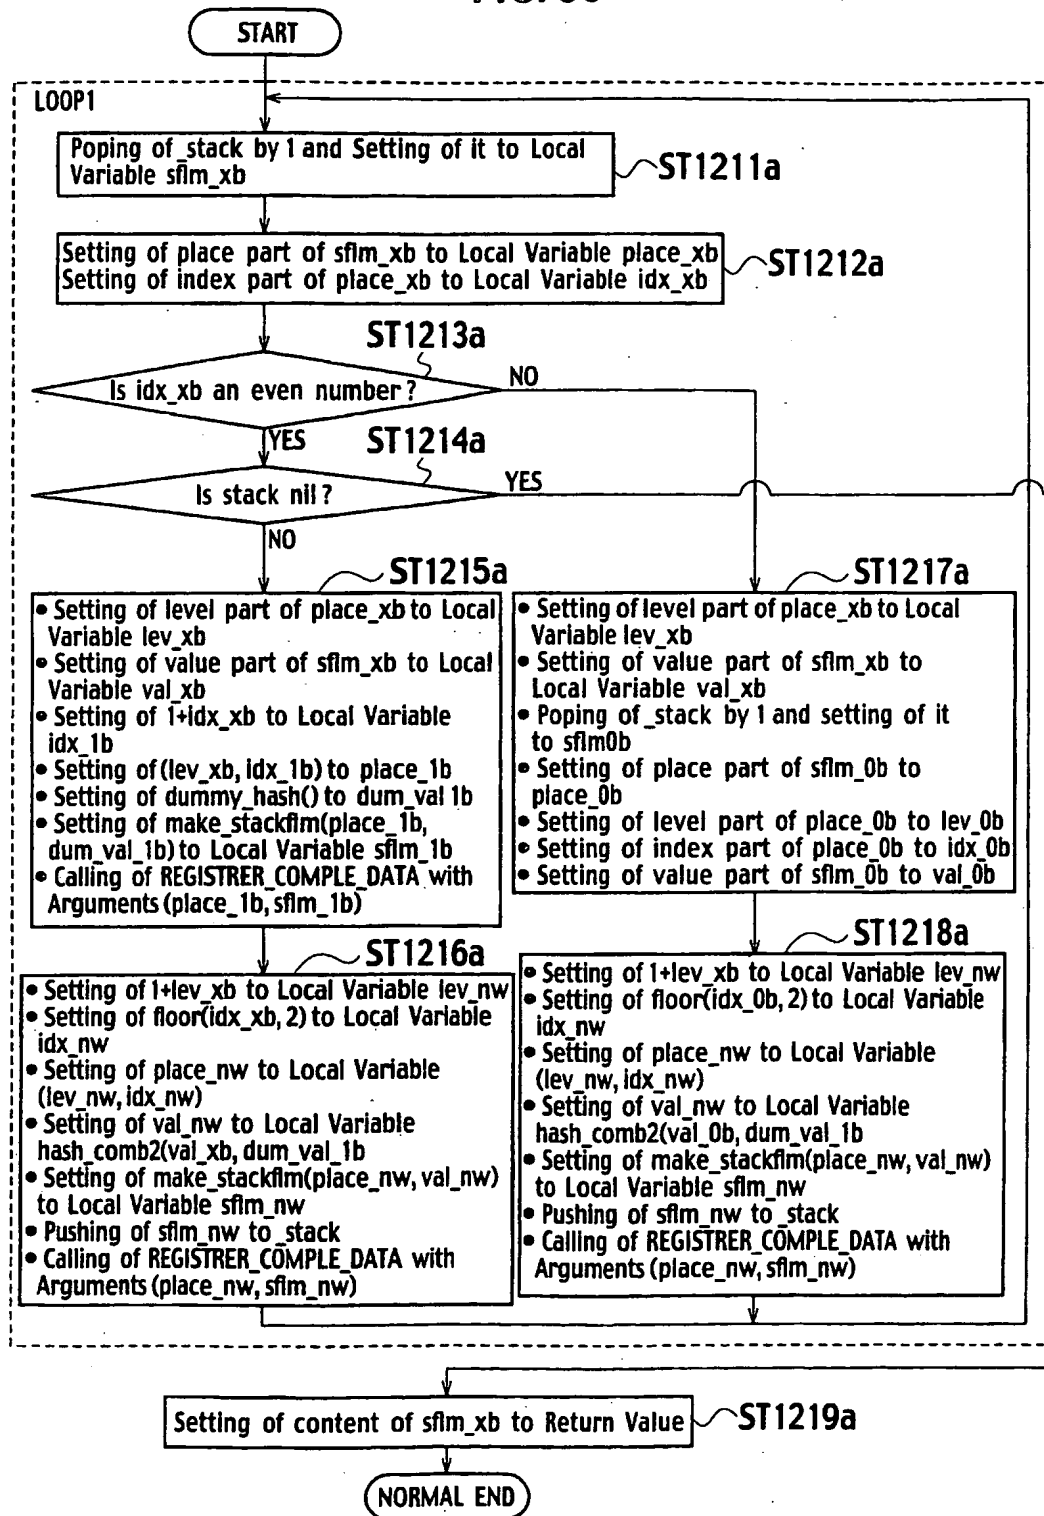 START
LOOP1
Poping of_stack by 1 and Setting of it to Local
Variable sflm_xb
ST1211a
Setting of place part of sflm_xb to Local Variable place_xb
Setting of index part of place_xb to Local Variable idx_xb
ST1212a
ST1213a
Is idx_xb an even number?
NO
YES
ST1214a
Is stack nil?
YES
NO
ST1215a
• Setting of level part of place_xb to Local
Variable lev_xb
• Setting of value part of sflm_xb to Local
Variable val_xb
• Setting of 1+idx_xb to Local Variable
idx_1b
• Setting of(lev_xb, idx_1b) to place_1b
• Setting of dummy_hash() to dum_val 1b
• Setting of make_stackflm(place_1b,
dum_val_1b) to Local Variable sflm_1b
• Calling of REGISTRER_COMPLE_DATA with
Arguments (place_1b, sflm_1b)
ST1217a
• Setting of level part of place_xb to Local
Variable lev_xb
• Setting of value part of sflm_xb to
Local Variable val_xb
• Poping of_stack by 1 and setting of it
to sflm0b
• Setting of place part of sflm_0b to
place_0b
• Setting of level part of place_0b to lev_0b
• Setting of index part of place_0b to idx_0b
• Setting of value part of sflm_0b to val_0b
ST1216a
• Setting of 1+lev_xb to Local Variable lev_nw
• Setting of floor(idx_xb, 2) to Local Variable
idx_nw
• Setting of place_nw to Local Variable
(lev_nw, idx_nw)
• Setting of val_nw to Local Variable
hash_comb2(val_xb, dum_val_1b
• Setting of make_stackflm(place_nw, val_nw)
to Local Variable sflm_nw
• Pushing of sflm_nw to_stack
• Calling of REGISTRER_COMPLE_DATA with
Arguments (place_nw, sflm_nw)
ST1218a
• Setting of 1+lev_xb to Local Variable lev_nw
• Setting of floor(idx_0b, 2) to Local Variable
idx_nw
• Setting of place_nw to Local Variable
(lev_nw, idx_nw)
• Setting of val_nw to Local Variable
hash_comb2(val_0b, dum_val_1b
• Setting of make_stackflm(place_nw, val_nw)
to Local Variable sflm_nw
• Pushing of sflm_nw to_stack
• Calling of REGISTRER_COMPLE_DATA with
Arguments (place_nw, sflm_nw)
Setting of content of sflm_xb to Return Value
ST1219a
NORMAL END